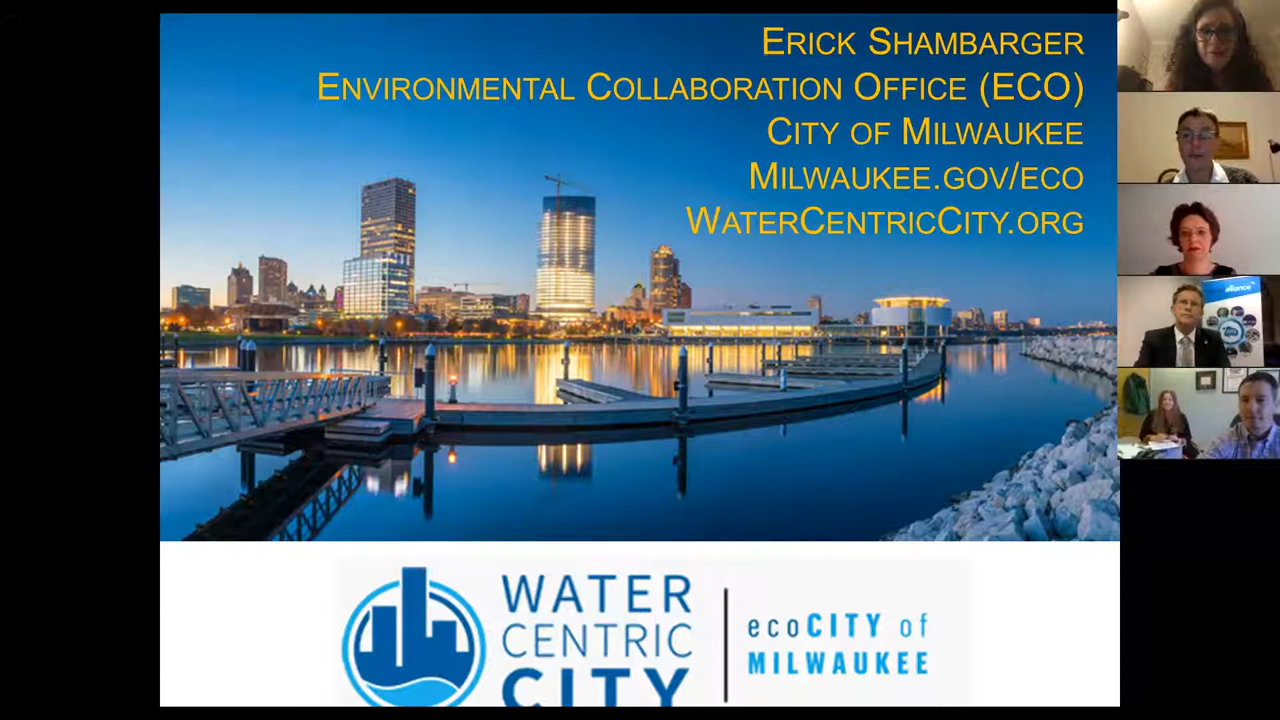 ERICK SHAMBARGER
ENVIRONMENTAL COLLABORATION OFFICE (ECO)
CITY OF MILWAUKEE
MILWAUKEE.GOV/ECO
WATERCENTRICCITY.ORG
alliance
WATER
CENTRIC
CITY
ecoCITY of
MILWAUKEE